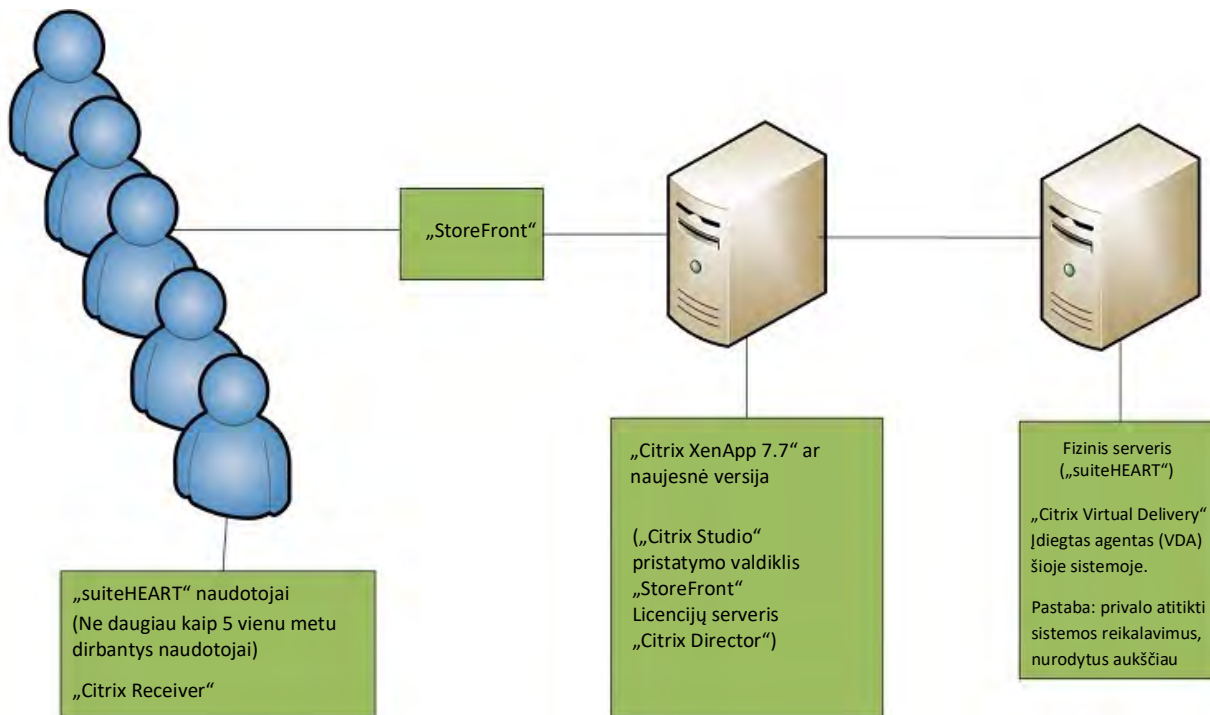 „StoreFront“
„suiteHEART“ naudotojai
(Ne daugiau kaip 5 vienu metu
dirbantys naudotojai)
„Citrix Receiver“
„Citrix XenApp 7.7“ ar
naujesnė versija
(„Citrix Studio“
pristatymo valdiklis
„StoreFront“
Licencijų serveris
„Citrix Director“)
Fizinis serveris
(„suiteHEART“)
„Citrix Virtual Delivery“
Įdiegtas agentas (VDA)
šioje sistemoje.
Pastaba: privalo atitikti
sistemos reikalavimus,
nurodytus aukščiau